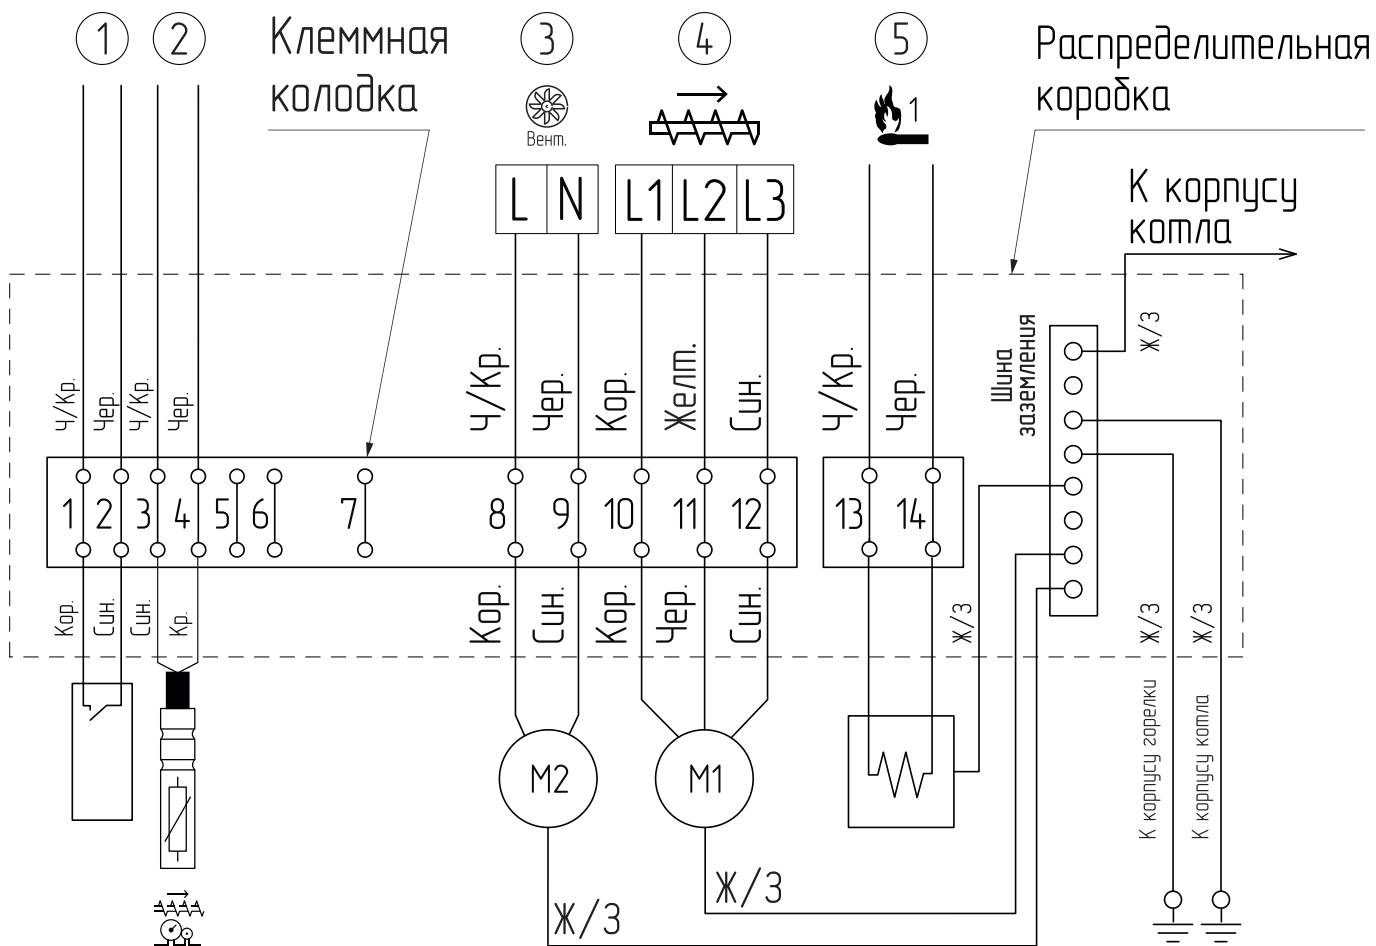 1
2
Клеммная
колодка
3
4
5
Распределительная
коробка
Вент.
1
К корпусу
котла
L
N
L1
L2
L3
Ч/Кр.
Чер.
Ч/Кр.
Чер.
Ч/Кр.
Чер.
Кор.
Желт.
Син.
Ч/Кр.
Чер.
Шина
заземления
Ж/З
1
2
3
4
5
6
7
8
9
10
11
12
13
14
Кор.
Син.
Син.
Кр.
Кор.
Син.
Кор.
Чер.
Син.
Ж/З
Ж/З
Ж/З
М2
М1
К корпусу горелки
К корпусу котла
Ж/З
Ж/З